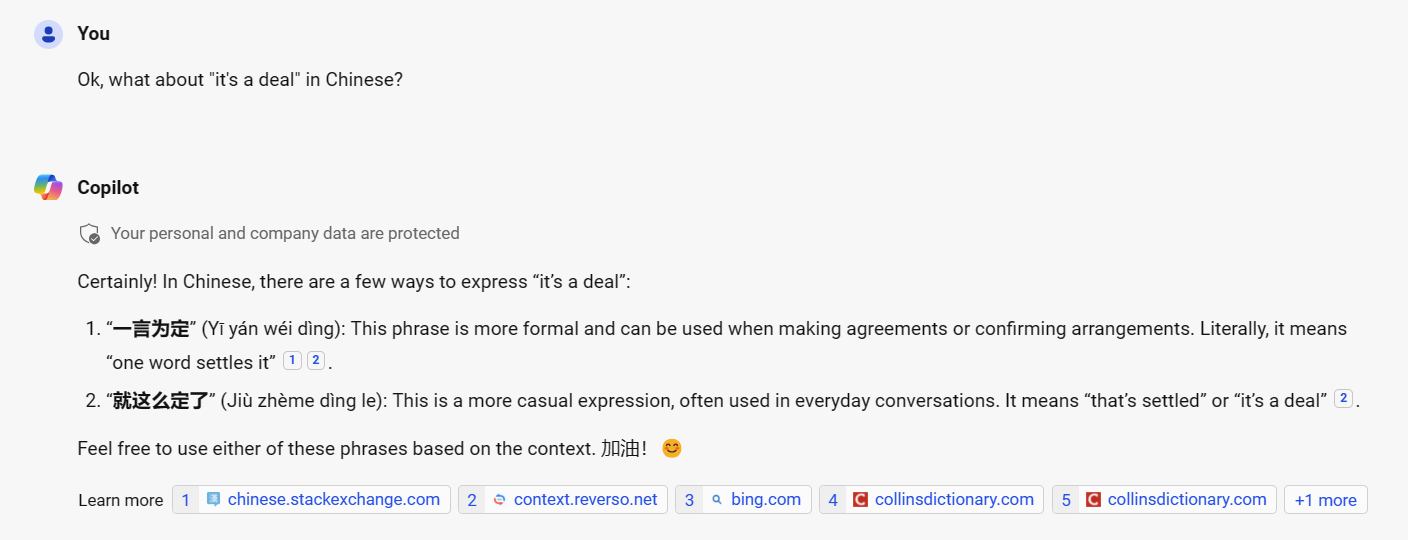 You
Ok, what about "it's a deal" in Chinese?
Copilot
Your personal and company data are protected
Certainly! In Chinese, there are a few ways to express “it’s a deal”:
1. “一言为定” (Yī yán wéi dìng): This phrase is more formal and can be used when making agreements or confirming arrangements. Literally, it means
“one word settles it” 1 2 .
2. “就这么定了” (Jiù zhème dìng le): This is a more casual expression, often used in everyday conversations. It means “that’s settled” or “it’s a deal” 2 .
Feel free to use either of these phrases based on the context. 加油！ 😊
Learn more 1 chinese.stackexchange.com 2 context.reverso.net 3 bing.com 4 collinsdictionary.com 5 collinsdictionary.com +1 more